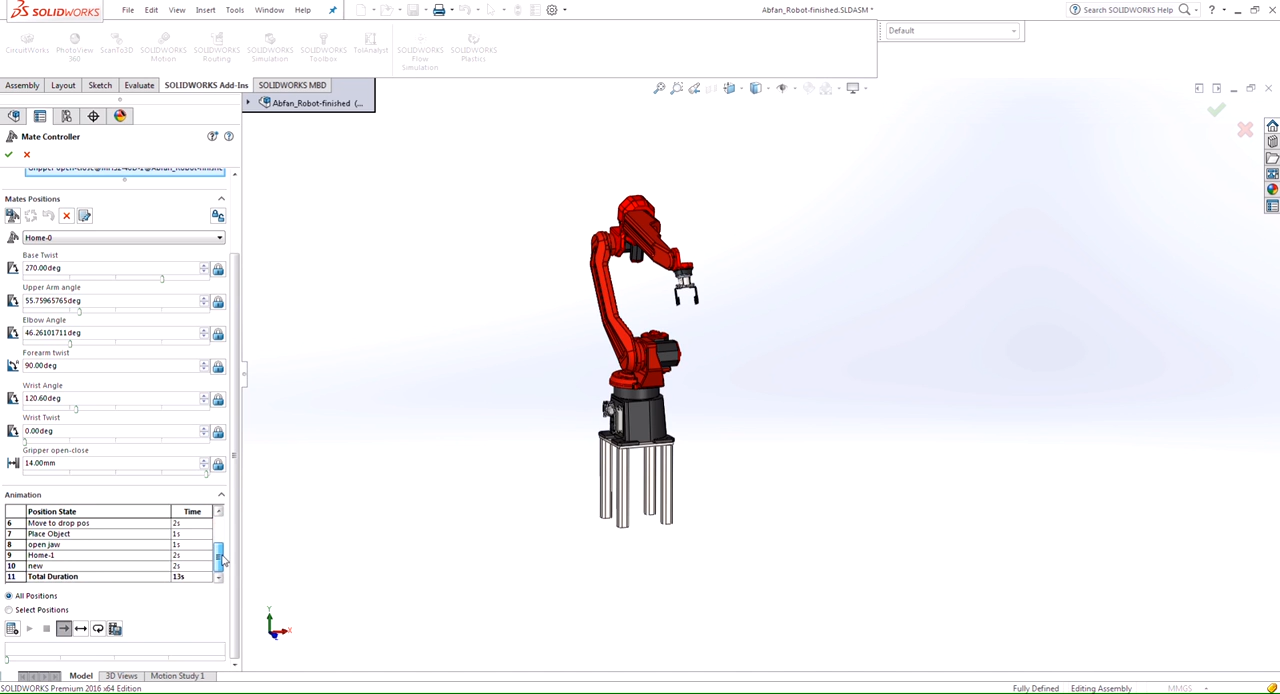 DS SOLIDWORKS File Edit View Insert Tools Window Help Abfan_Robot-finished.SLDASM * Search SOLIDWORKS Help ?
CircuitWorks PhotoView 360 ScanTo3D SOLIDWORKS Motion SOLIDWORKS Routing SOLIDWORKS Simulation SOLIDWORKS Toolbox TolAnalyst SOLIDWORKS Flow Simulation SOLIDWORKS Plastics Default
Assembly Layout Sketch Evaluate SOLIDWORKS Add-Ins SOLIDWORKS MBD
Abfan_Robot-finished (...
Mate Controller
Mates Positions
Home-0
Base Twist
270.00deg
Upper Arm angle
55.75965765deg
Elbow Angle
46.26101711deg
Forearm twist
90.00deg
Wrist Angle
120.60deg
Wrist Twist
0.00deg
Gripper open-close
14.00mm
Animation
Position State Time
6 Move to drop pos 2s
7 Place Object 1s
8 open jaw 1s
9 Home-1 2s
10 new 2s
11 Total Duration 13s
All Positions
Select Positions
Y
X
Model 3D Views Motion Study 1
SOLIDWORKS Premium 2016 x64 Edition Fully Defined Editing Assembly MMGS